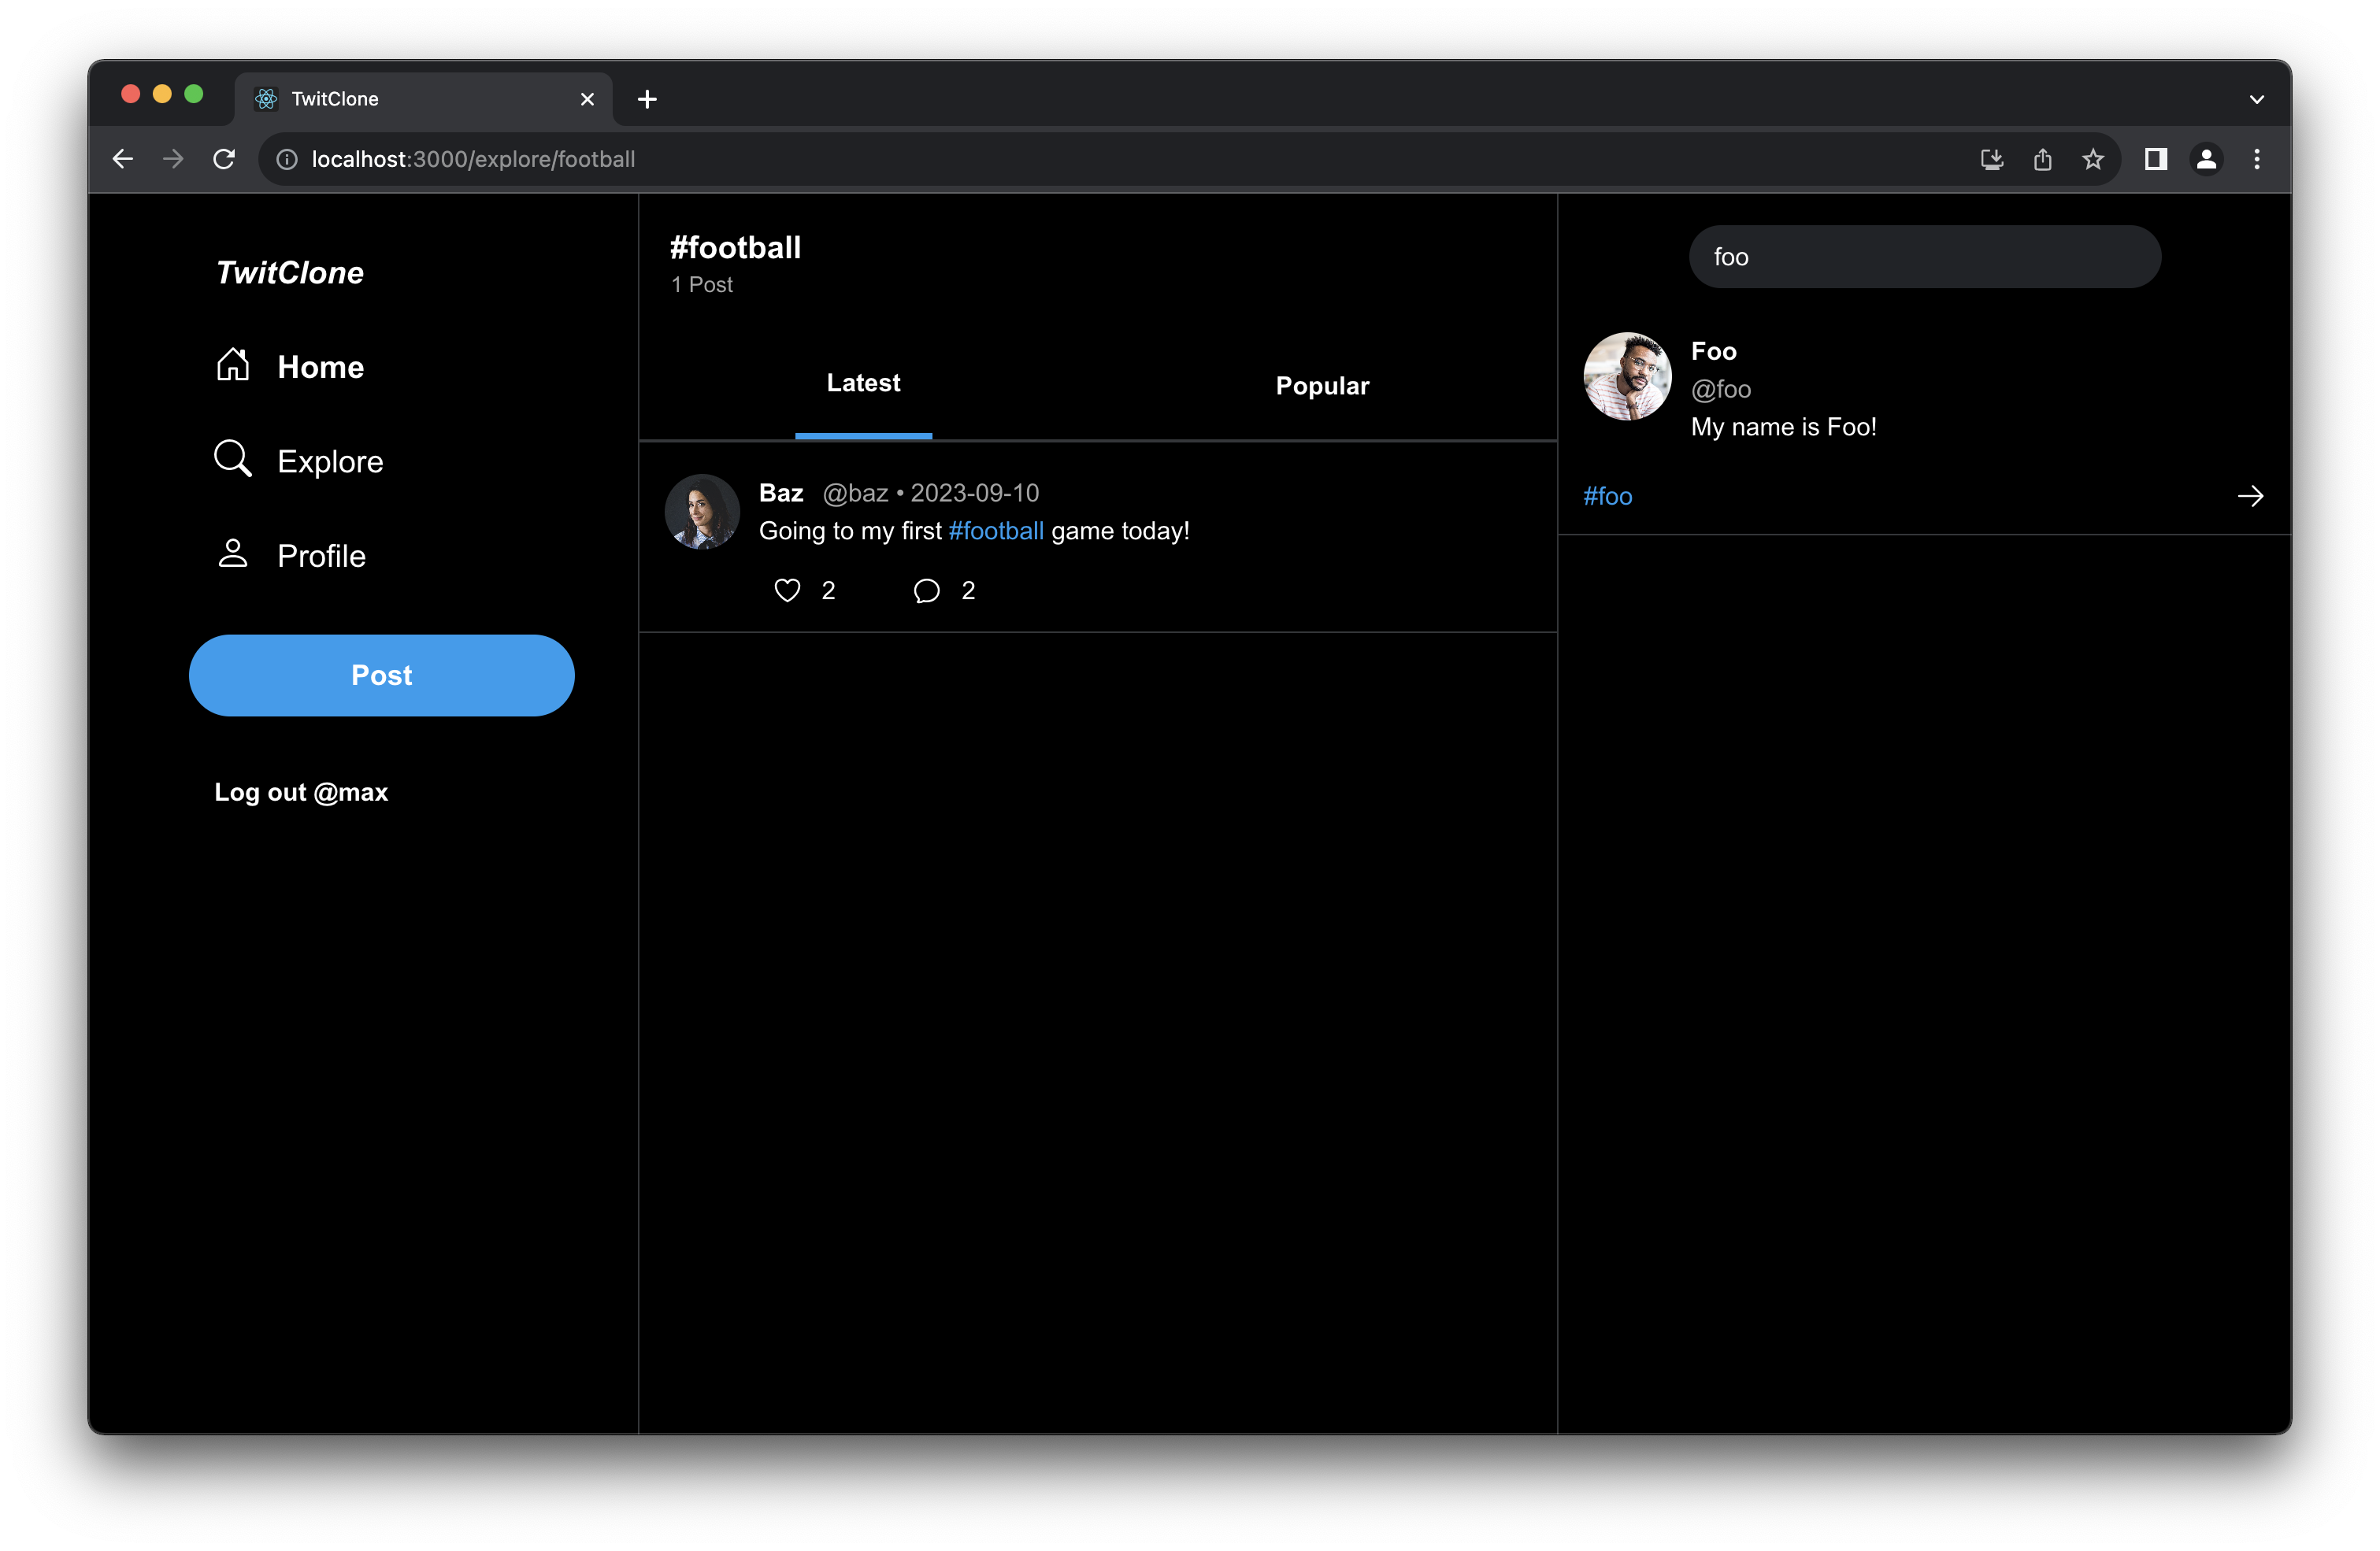 TwitClone
localhost:3000/explore/football
TwitClone
Home
Explore
Profile
Post
Log out @max
#football
1 Post
Latest
Popular
Baz @baz • 2023-09-10
Going to my first #football game today!
2
2
foo
Foo
@foo
My name is Foo!
#foo